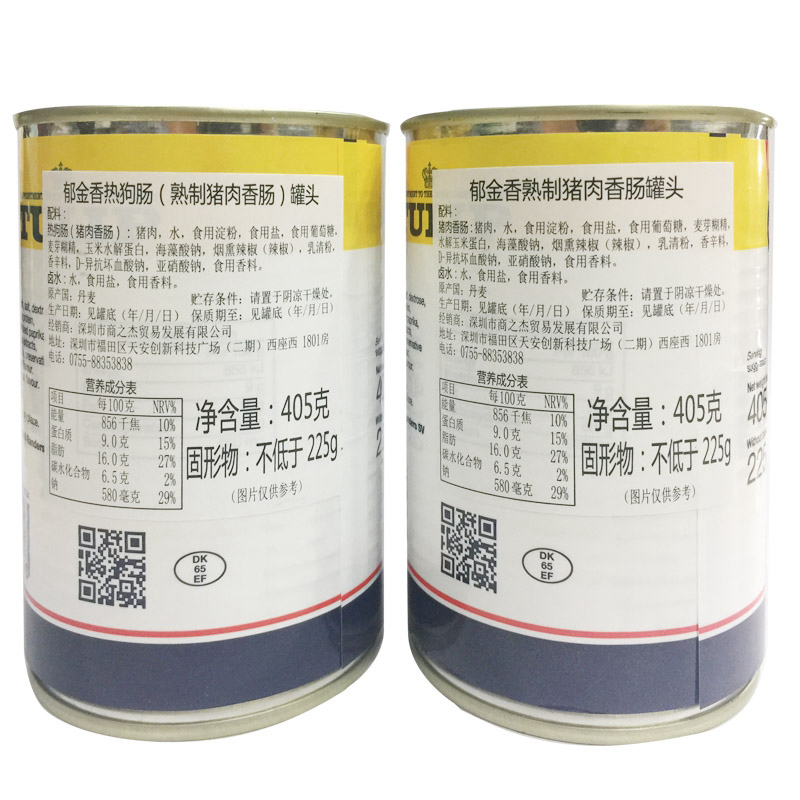 郁金香热狗肠（熟制猪肉香肠）罐头
配料：
热狗肠（猪肉香肠）：猪肉，水，食用淀粉，食用盐，食用葡萄糖，
麦芽糊精，玉米水解蛋白，海藻酸钠，烟熏辣椒（辣椒），乳清粉，
香辛料，D-异抗坏血酸钠，亚硝酸钠，食用香料。
卤水：水，食用盐，食用香料。
原产国：丹麦 贮存条件：请置于阴凉干燥处。
生产日期：见罐底（年/月/日） 保质期至：见罐底（年/月/日）
经销商：深圳市商之杰贸易发展有限公司
地址：深圳市福田区天安创新科技广场（二期）西座西 1801房
电话：0755-88353838
营养成分表
项目 每100克 NRV%
能量 856千焦 10%
蛋白质 9.0克 15%
脂肪 16.0克 27%
碳水化合物 6.5克 2%
钠 580毫克 29%
净含量：405克
固形物：不低于225g
（图片仅供参考）
DK
65
EF
郁金香熟制猪肉香肠罐头
配料：
猪肉香肠：猪肉，水，食用淀粉，食用盐，食用葡萄糖，麦芽糊精，
水解玉米蛋白，海藻酸钠，烟熏辣椒（辣椒），乳清粉，香辛料，
D-异抗坏血酸钠，亚硝酸钠，食用香料。
卤水：水，食用盐，食用香料。
原产国：丹麦 贮存条件：请置于阴凉干燥处。
生产日期：见罐底（年/月/日） 保质期至：见罐底（年/月/日）
经销商：深圳市商之杰贸易发展有限公司
地址：深圳市福田区天安创新科技广场（二期）西座西 1801房
电话：0755-88353838
营养成分表
项目 每100克 NRV%
能量 856千焦 10%
蛋白质 9.0克 15%
脂肪 16.0克 27%
碳水化合物 6.5克 2%
钠 580毫克 29%
净含量：405克
固形物：不低于225g
（图片仅供参考）
DK
65
EF